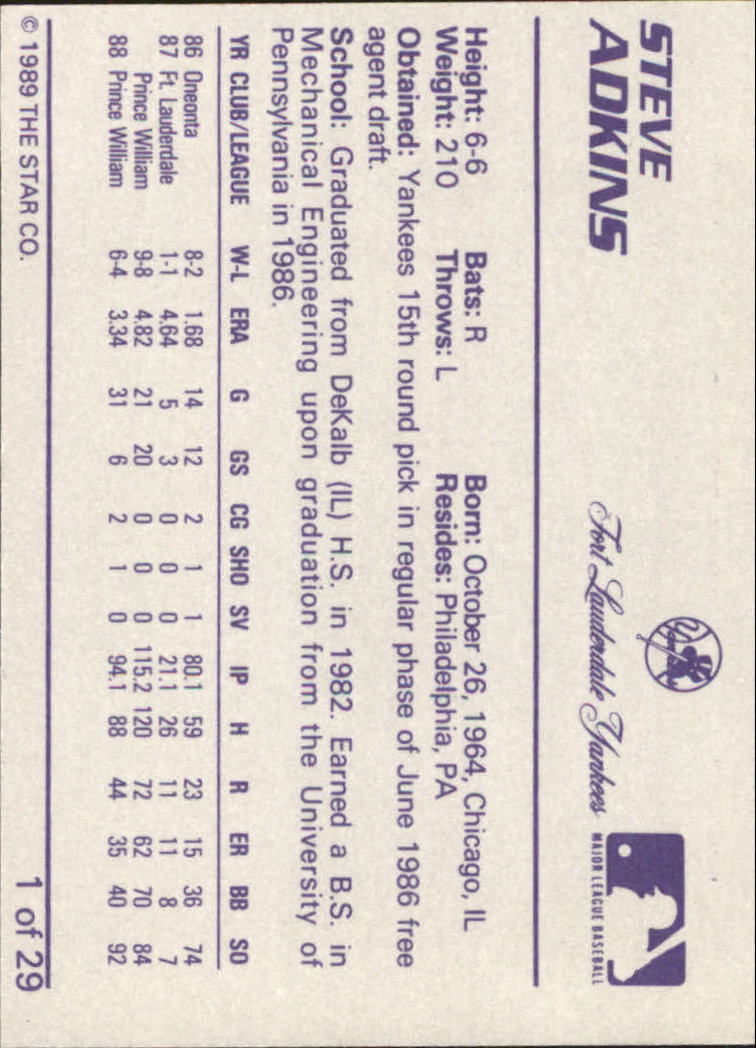 STEVE
ADKINS
Fort Lauderdale Yankees
MAJOR LEAGUE BASEBALL
Height: 6-6 Bats: R Born: October 26, 1964, Chicago, IL
Weight: 210 Throws: L Resides: Philadelphia, PA
Obtained: Yankees 15th round pick in regular phase of June 1986 free
agent draft.
School: Graduated from DeKalb (IL) H.S. in 1982. Earned a B.S. in
Mechanical Engineering upon graduation from the University of
Pennsylvania in 1986.
YR CLUB/LEAGUE W-L ERA G GS CG SHO SV IP H R ER BB SO
86 Oneonta 8-2 1.68 14 12 2 1 1 80.1 59 23 15 36 74
87 Ft. Lauderdale 1-1 4.64 5 3 0 0 0 21.1 26 11 11 8 7
Prince William 9-8 4.82 21 20 0 0 0 115.2 120 72 62 70 84
88 Prince William 6-4 3.34 31 6 2 1 0 94.1 88 44 35 40 92
© 1989 THE STAR CO. 1 of 29